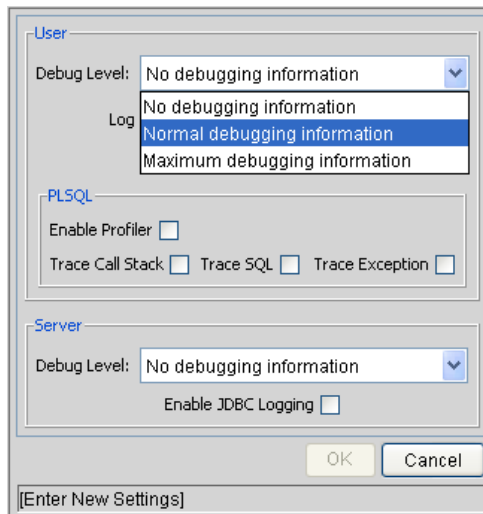 User
Debug Level: No debugging information
No debugging information
Log Normal debugging information
Maximum debugging information
PLSQL
Enable Profiler
Trace Call Stack Trace SQL Trace Exception
Server
Debug Level: No debugging information
Enable JDBC Logging
OK Cancel
[Enter New Settings]